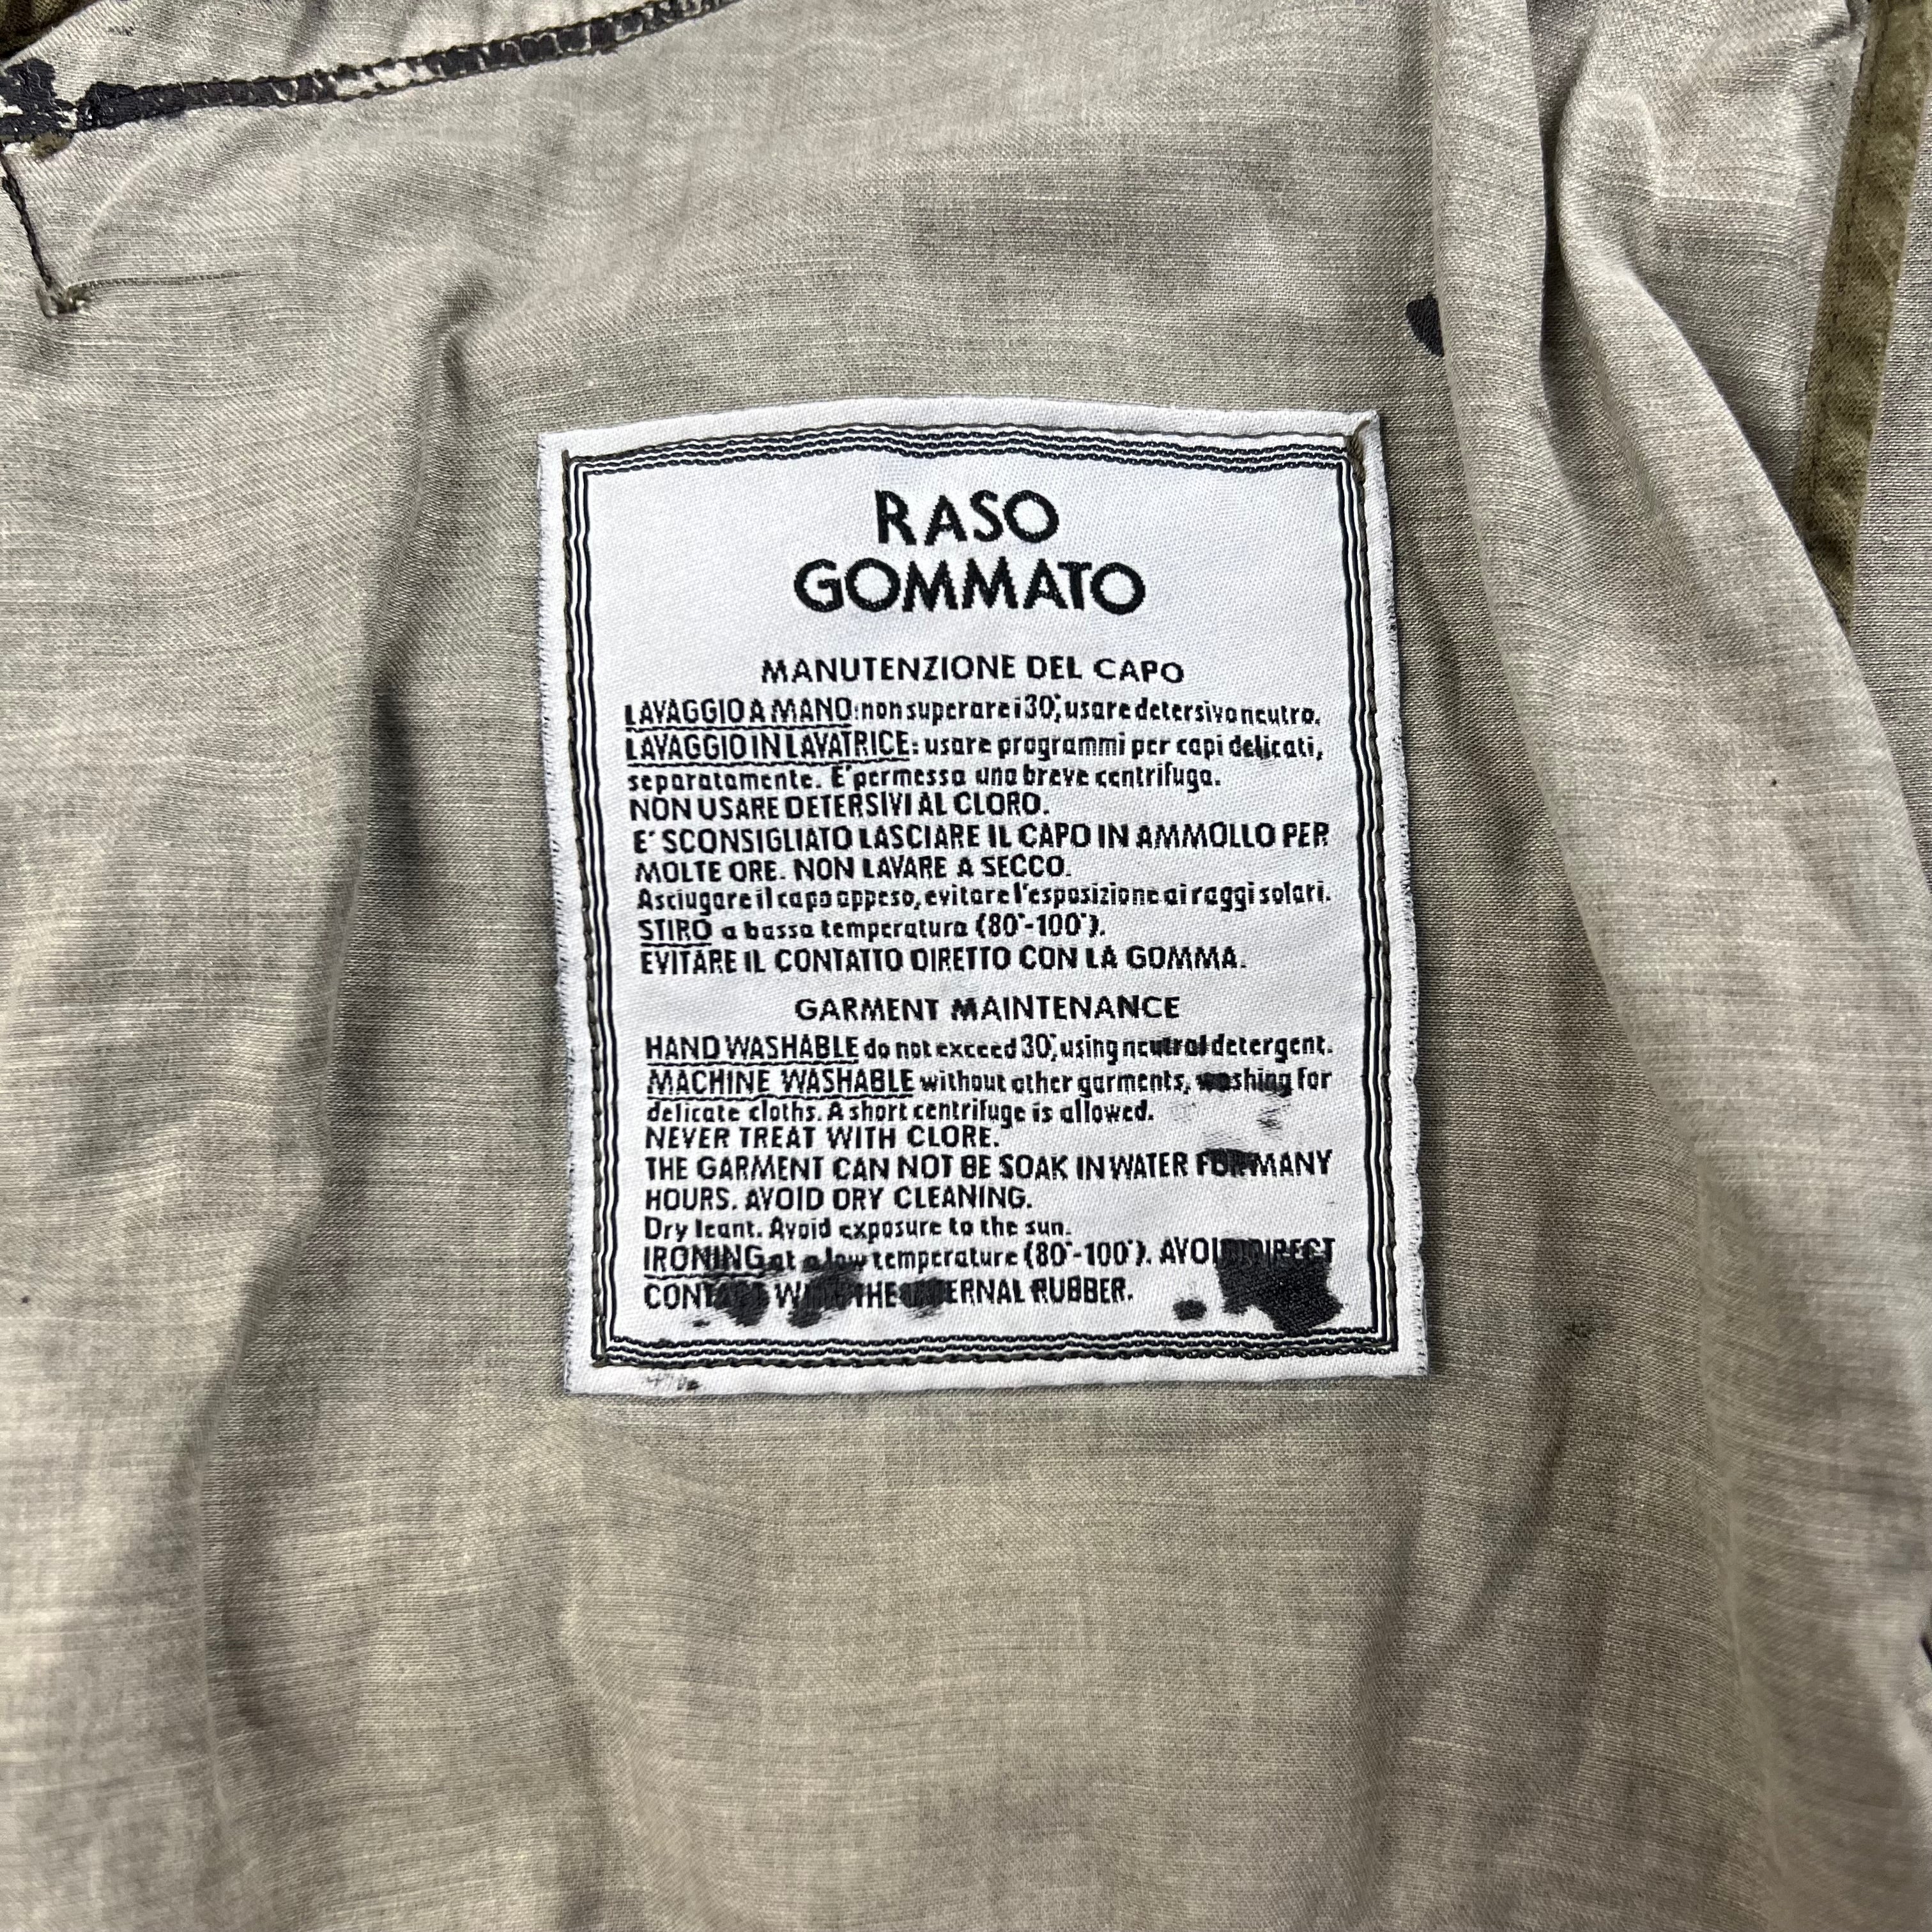 RASO
GOMMATO
MANUTENZIONE DEL CAPO
LAVAGGIO A MANO: non superare i 30°, usare detersivo neutro.
LAVAGGIO IN LAVATRICE: usare programmi per capi delicati,
separatamente. E' permessa una breve centrifuga.
NON USARE DETERSIVI AL CLORO.
E' SCONSIGLIATO LASCIARE IL CAPO IN AMMOLLO PER
MOLTE ORE. NON LAVARE A SECCO.
Asciugare il capo appeso, evitare l'esposizione ai raggi solari.
STIRO a bassa temperatura (80°-100°).
EVITARE IL CONTATTO DIRETTO CON LA GOMMA.
GARMENT MAINTENANCE
HAND WASHABLE do not exceed 30°, using neutral detergent.
MACHINE WASHABLE without other garments, washing for
delicate cloths. A short centrifuge is allowed.
NEVER TREAT WITH CLORE.
THE GARMENT CAN NOT BE SOAK IN WATER FOR MANY
HOURS. AVOID DRY CLEANING.
Dry leant. Avoid exposure to the sun.
IRONING at a low temperature (80°-100°). AVOID DIRECT
CONTACT WITH THE INTERNAL RUBBER.